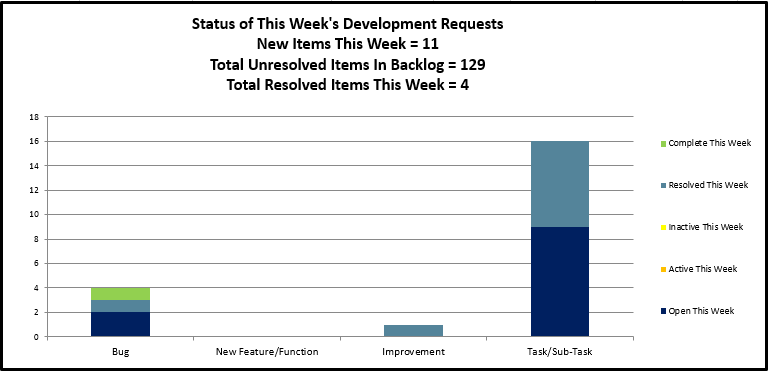 Status of This Week's Development Requests
New Items This Week = 11
Total Unresolved Items In Backlog = 129
Total Resolved Items This Week = 4
18
16
14
12
10
8
6
4
2
0
Bug
New Feature/Function
Improvement
Task/Sub-Task
Complete This Week
Resolved This Week
Inactive This Week
Active This Week
Open This Week